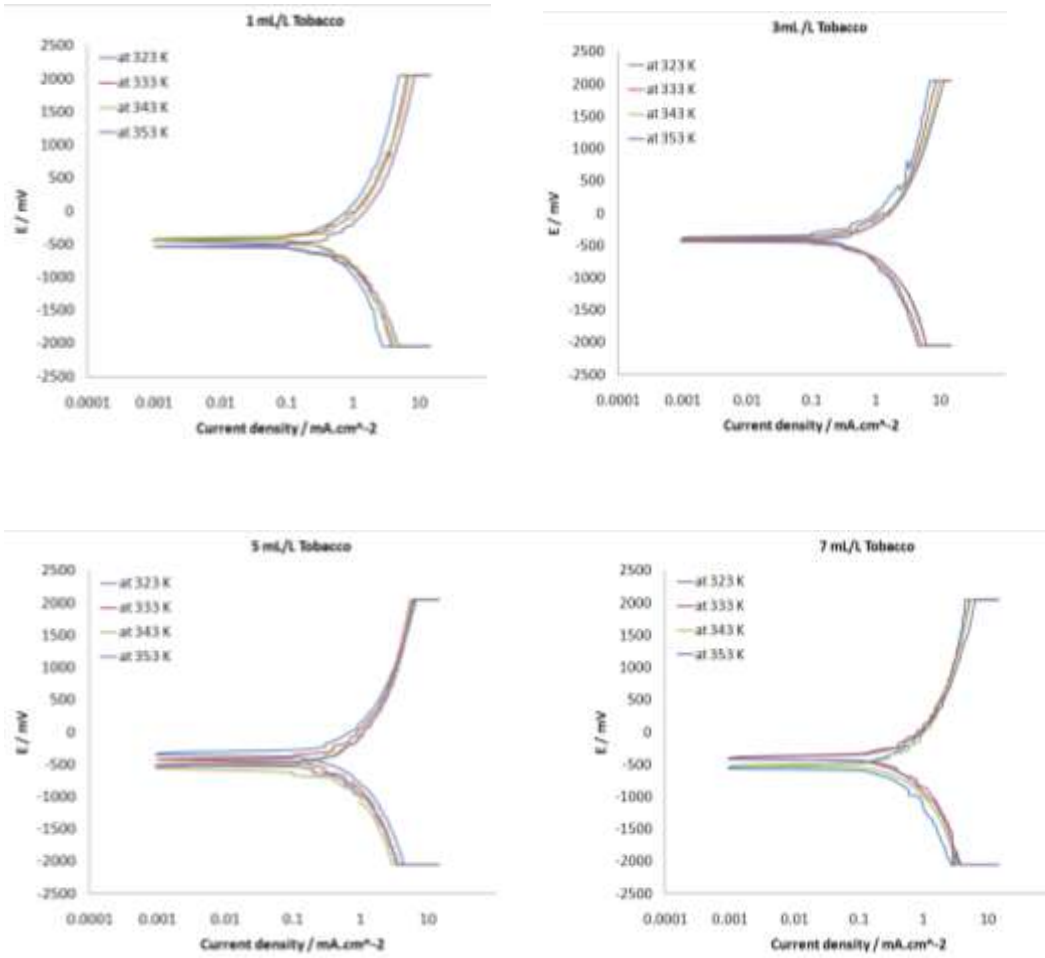 1 mL/L Tobacco
2500
2000
1500
1000
500
0
-500
-1000
-1500
-2000
-2500
E / mV
at 323 K
at 333 K
at 343 K
at 353 K
0.0001 0.001 0.01 0.1 1 10
Current density / mA.cm^-2
3mL/L Tobacco
2500
2000
1500
1000
500
0
-500
-1000
-1500
-2000
-2500
E / mV
at 323 K
at 333 K
at 343 K
at 353 K
0.0001 0.001 0.01 0.1 1 10
Current density / mA.cm^-2
5 mL/L Tobacco
2500
2000
1500
1000
500
0
-500
-1000
-1500
-2000
-2500
E / mV
at 323 K
at 333 K
at 343 K
at 353 K
0.0001 0.001 0.01 0.1 1 10
Current density / mA.cm^-2
7 mL/L Tobacco
2500
2000
1500
1000
500
0
-500
-1000
-1500
-2000
-2500
E / mV
at 323 K
at 333 K
at 343 K
at 353 K
0.0001 0.001 0.01 0.1 1 10
Current density / mA.cm^-2